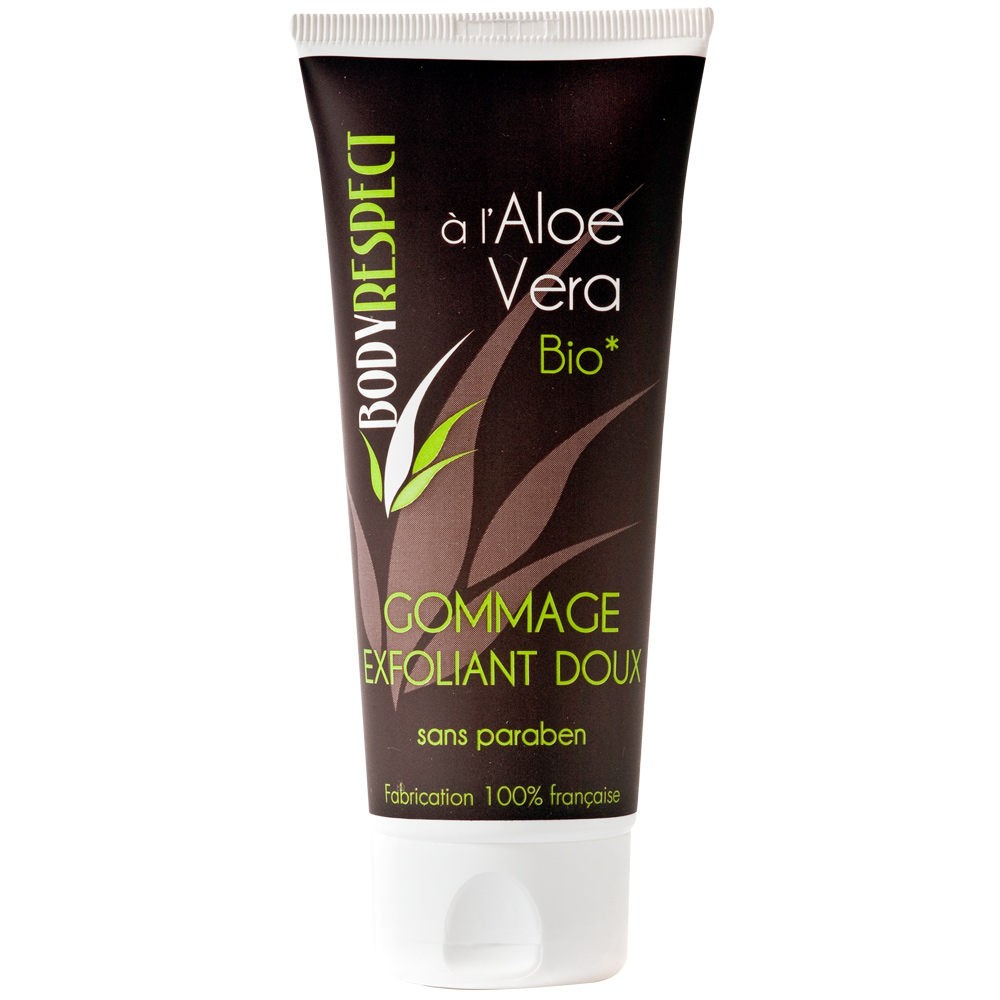 BODYRESPECT
à l'Aloe
Vera
Bio*
GOMMAGE
EXFOLIANT DOUX
sans paraben
Fabrication 100% française